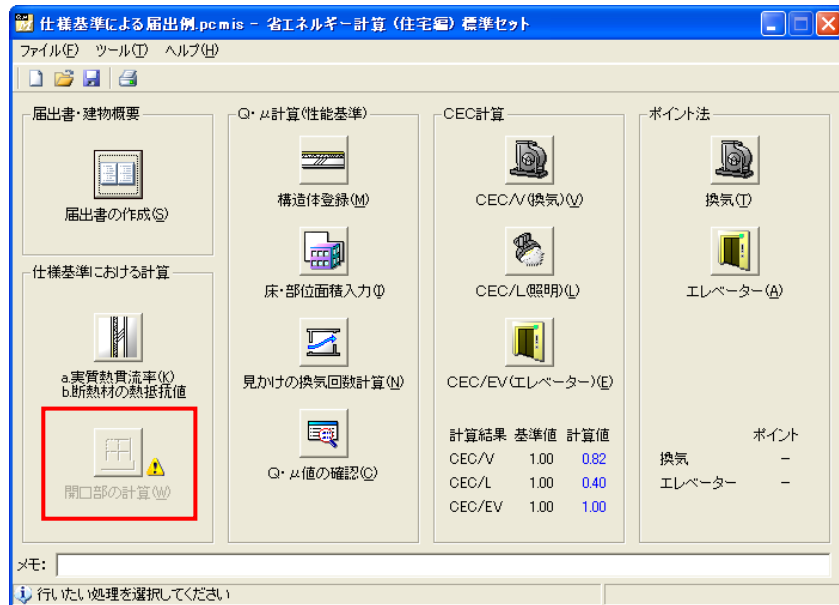 仕様基準による届出例.pcmis - 省エネルギー計算（住宅編）標準セット
ファイル(F) ツール(T) ヘルプ(H)
届出書・建物概要
届出書の作成(S)
仕様基準における計算
a.実質熱貫流率(K)
b.断熱材の熱抵抗値
開口部の計算(W)
Q・μ計算(性能基準)
構造体登録(M)
床・部位面積入力(I)
見かけの換気回数計算(N)
Q・μ値の確認(C)
CEC計算
CEC/V(換気)(V)
CEC/L(照明)(L)
CEC/EV(エレベーター)(E)
計算結果 基準値 計算値
CEC/V 1.00 0.82
CEC/L 1.00 0.40
CEC/EV 1.00 1.00
ポイント法
換気(T)
エレベーター(A)
ポイント
換気 －
エレベーター －
メモ:
行いたい処理を選択してください